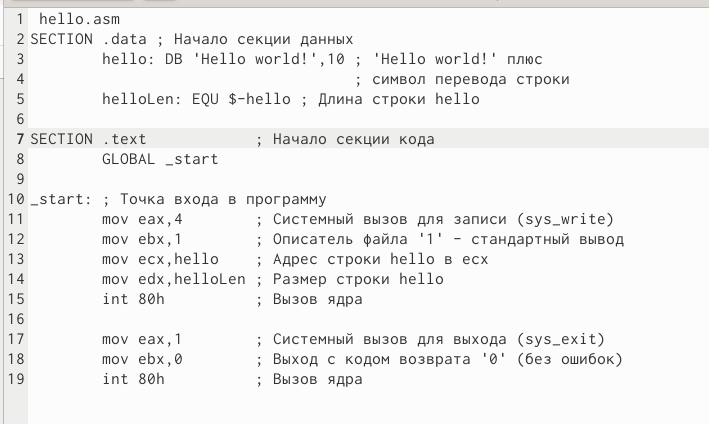 1 hello.asm
2 SECTION .data ; Начало секции данных
3 hello: DB 'Hello world!',10 ; 'Hello world!' плюс
4 ; символ перевода строки
5 helloLen: EQU $-hello ; Длина строки hello
6
7 SECTION .text ; Начало секции кода
8 GLOBAL _start
9
10 _start: ; Точка входа в программу
11 mov eax,4 ; Системный вызов для записи (sys_write)
12 mov ebx,1 ; Описатель файла '1' - стандартный вывод
13 mov ecx,hello ; Адрес строки hello в ecx
14 mov edx,helloLen ; Размер строки hello
15 int 80h ; Вызов ядра
16
17 mov eax,1 ; Системный вызов для выхода (sys_exit)
18 mov ebx,0 ; Выход с кодом возврата '0' (без ошибок)
19 int 80h ; Вызов ядра